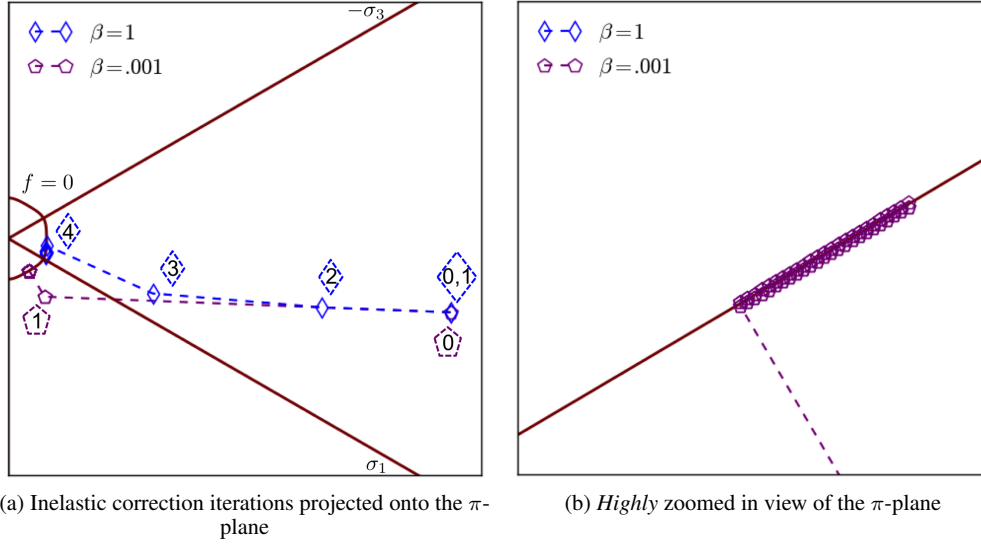 −σ₃
β=1
β=.001
f = 0
4
3
2
0,1
1
0
σ₁
β=1
β=.001
(a) Inelastic correction iterations projected onto the π-
plane
(b) Highly zoomed in view of the π-plane